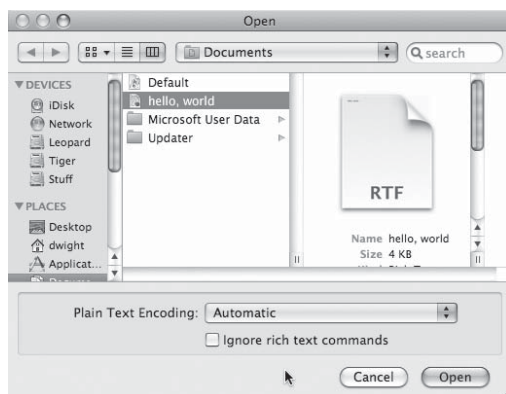 Open
Documents
search
DEVICES
iDisk
Network
Leopard
Tiger
Stuff
PLACES
Desktop
dwight
Applicat...
Default
hello, world
Microsoft User Data
Updater
RTF
Name hello, world
Size 4 KB
Plain Text Encoding: Automatic
Ignore rich text commands
Cancel
Open